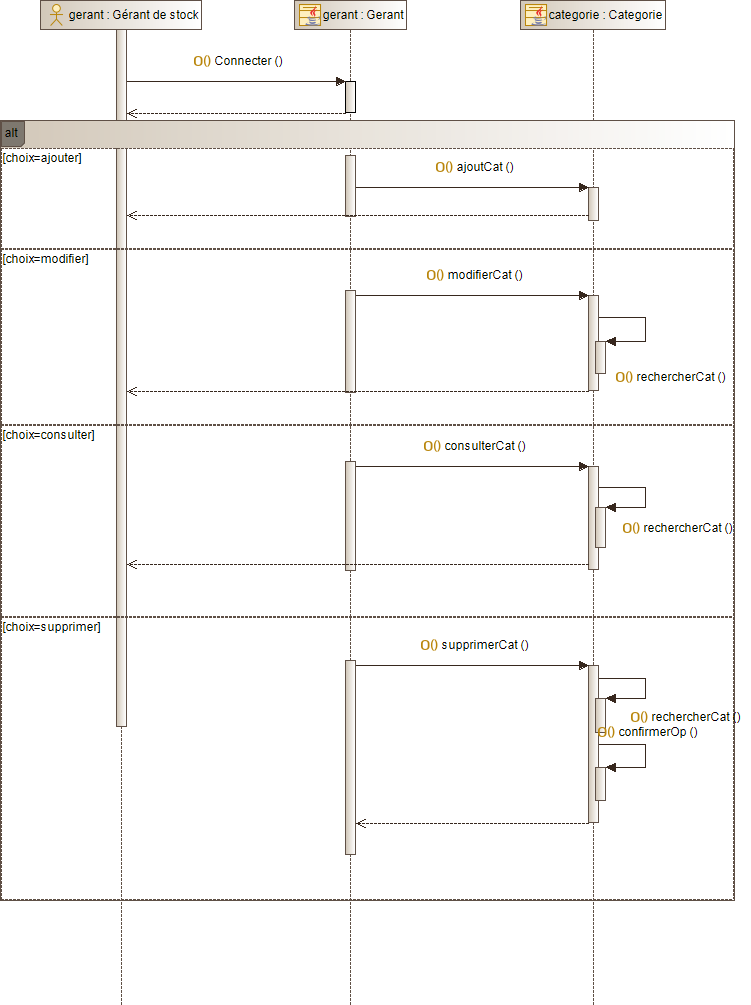 gerant : Gérant de stock
gerant : Gerant
categorie : Categorie
O() Connecter ()
alt
[choix=ajouter]
O() ajoutCat ()
[choix=modifier]
O() modifierCat ()
O() rechercherCat ()
[choix=consulter]
O() consulterCat ()
O() rechercherCat ()
[choix=supprimer]
O() supprimerCat ()
O() rechercherCat ()
O() confirmerOp ()